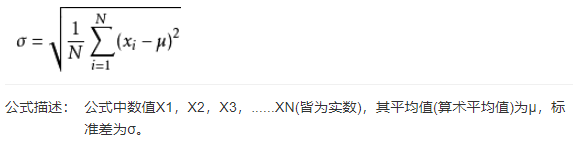 σ = √(1/N ∑_{i=1}^{N} (x_i − μ)²)
公式描述： 公式中数值X1，X2，X3，......XN(皆为实数)，其平均值(算术平均值)为μ，标
准差为σ。